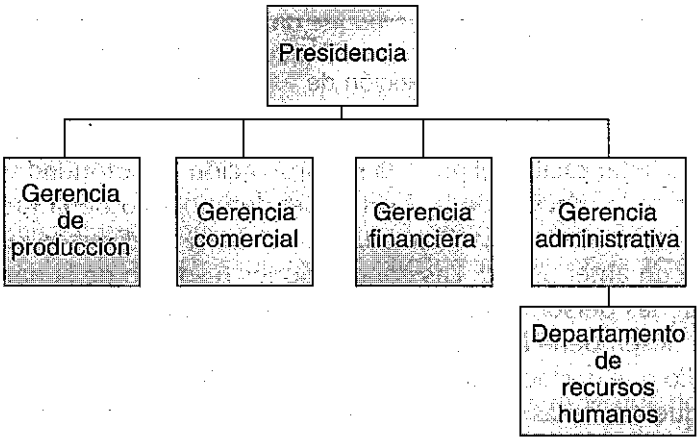 Presidencia
Gerencia
de
producción
Gerencia
comercial
Gerencia
financiera
Gerencia
administrativa
Departamento
de
recursos
humanos